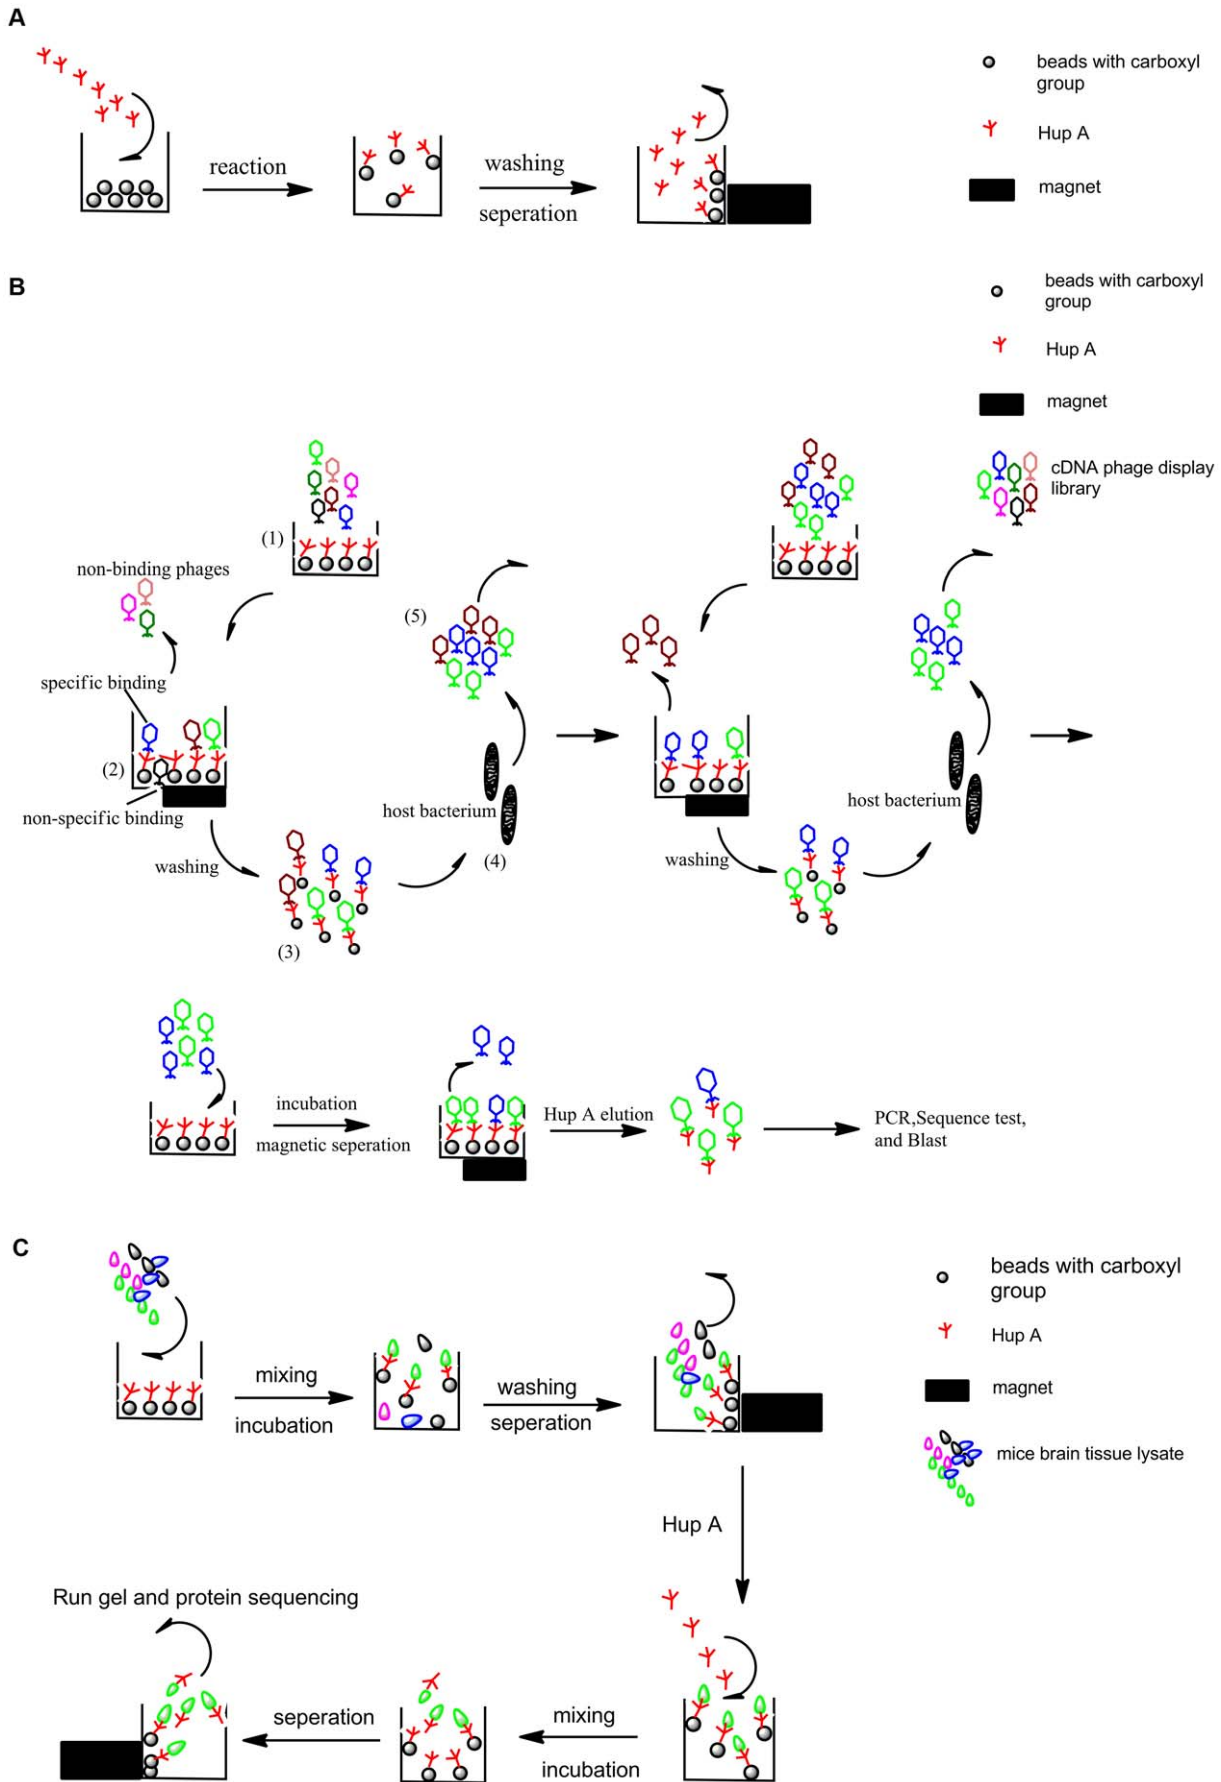 A
reaction
washing
seperation
beads with carboxyl
group
Hup A
magnet
B
beads with carboxyl
group
Hup A
magnet
cDNA phage display
library
(1)
non-binding phages
specific binding
(2)
non-specific binding
washing
(3)
host bacterium
(4)
(5)
washing
host bacterium
incubation
magnetic seperation
Hup A elution
PCR,Sequence test,
and Blast
C
mixing
incubation
washing
seperation
beads with carboxyl
group
Hup A
magnet
mice brain tissue lysate
Hup A
mixing
incubation
seperation
Run gel and protein sequencing